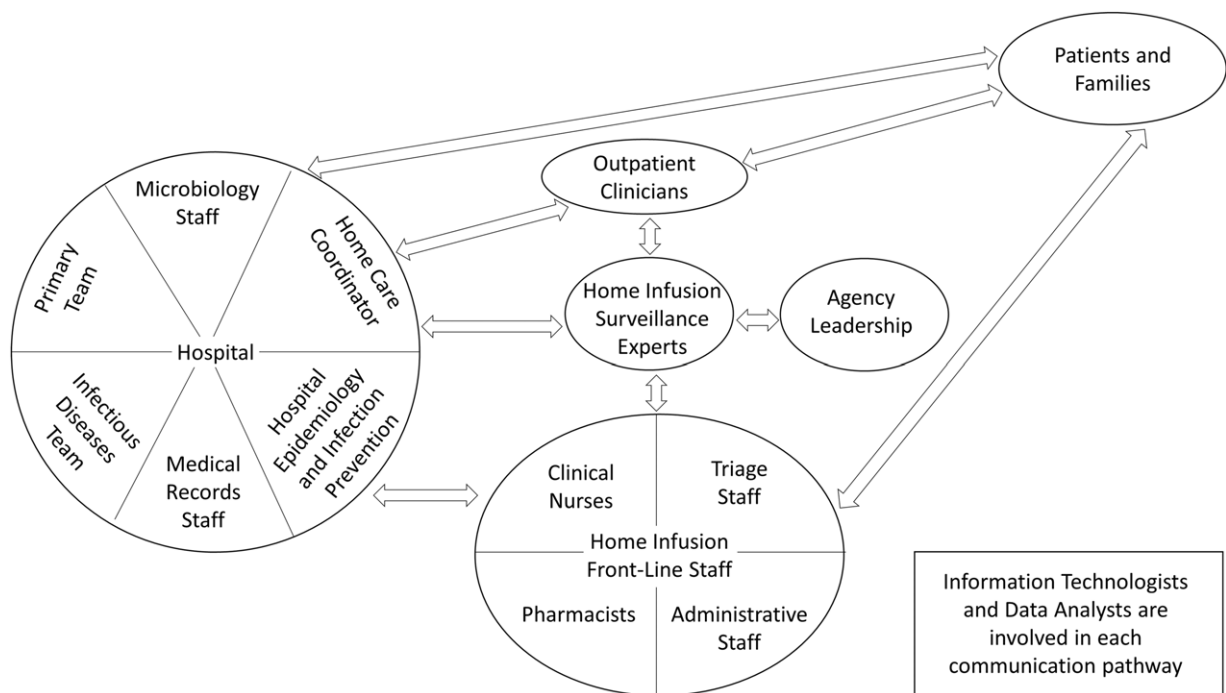 Patients and
Families
Outpatient
Clinicians
Microbiology
Staff
Home Care
Coordinator
Primary
Team
Hospital
Infectious
Diseases
Team
Medical
Records
Staff
Hospital
Epidemiology
and Infection
Prevention
Home Infusion
Surveillance
Experts
Agency
Leadership
Clinical
Nurses
Triage
Staff
Home Infusion
Front-Line Staff
Pharmacists
Administrative
Staff
Information Technologists
and Data Analysts are
involved in each
communication pathway